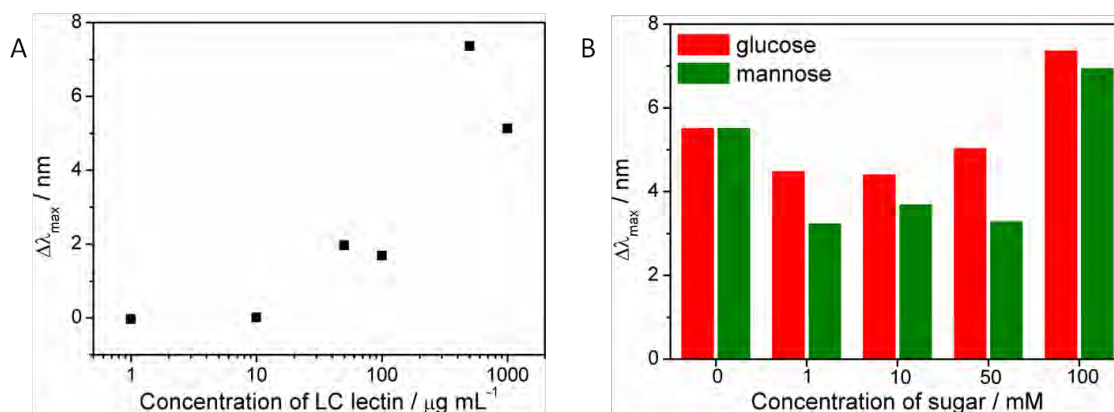 A
8
6
4
2
0
Δλmax / nm
1
10
100
1000
Concentration of LC lectin / μg mL⁻¹
B
glucose
mannose
8
6
4
2
0
Δλmax / nm
0
1
10
50
100
Concentration of sugar / mM